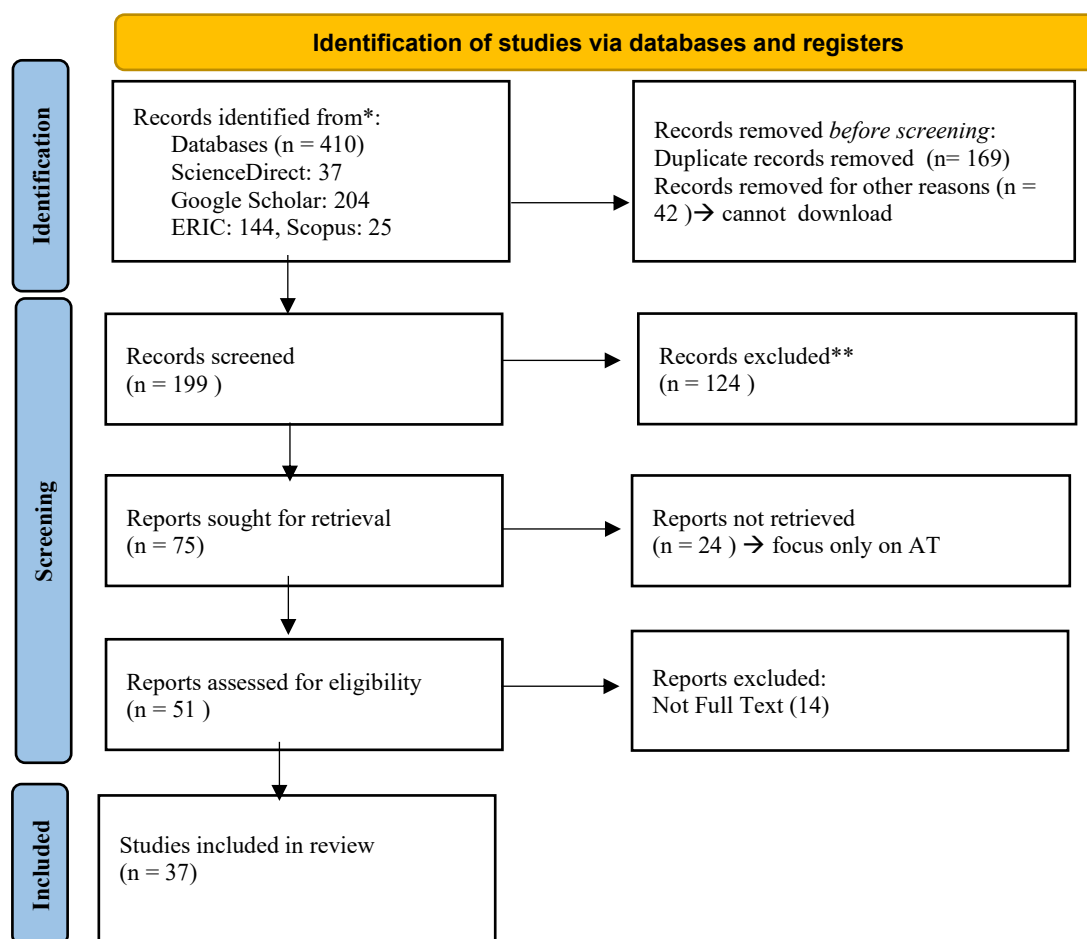 Identification of studies via databases and registers
Identification
Records identified from*:
Databases (n = 410)
ScienceDirect: 37
Google Scholar: 204
ERIC: 144, Scopus: 25
Records removed before screening:
Duplicate records removed (n= 169)
Records removed for other reasons (n =
42 )→ cannot download
Screening
Records screened
(n = 199 )
Records excluded**
(n = 124 )
Reports sought for retrieval
(n = 75)
Reports not retrieved
(n = 24 ) → focus only on AT
Reports assessed for eligibility
(n = 51 )
Reports excluded:
Not Full Text (14)
Included
Studies included in review
(n = 37)